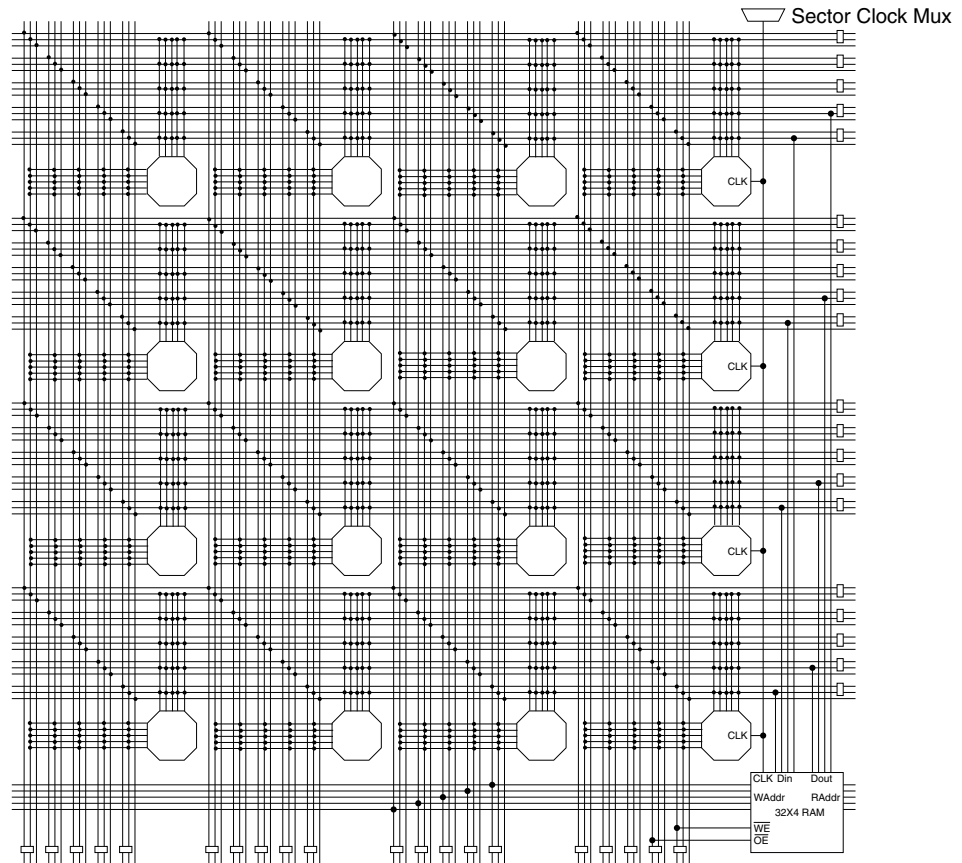 Sector Clock Mux
CLK
CLK
CLK
CLK
CLK Din Dout
WAddr RAddr
32X4 RAM
WE
OE